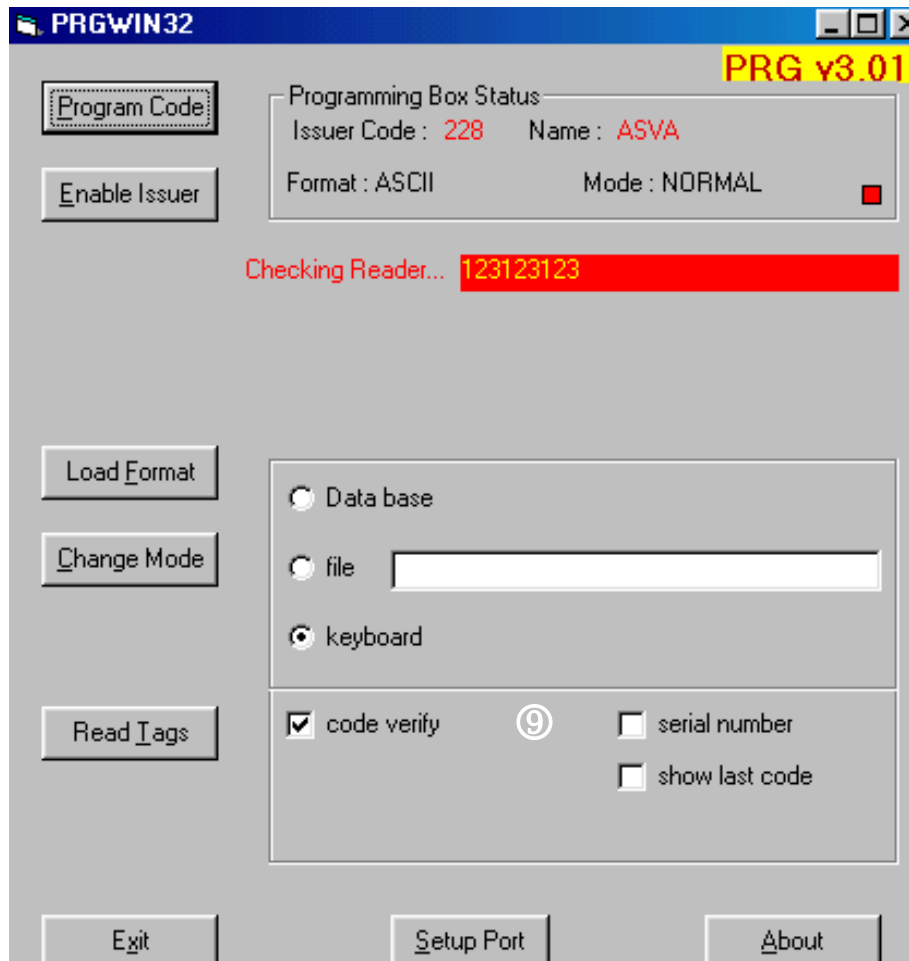 PRGWIN32
PRG v3.01
Program Code
Programming Box Status
Issuer Code : 228 Name : ASVA
Enable Issuer
Format : ASCII Mode : NORMAL
Checking Reader... 123123123
Load Format
Data base
Change Mode
file
keyboard
Read Tags
code verify ⑨ serial number
show last code
Exit Setup Port About